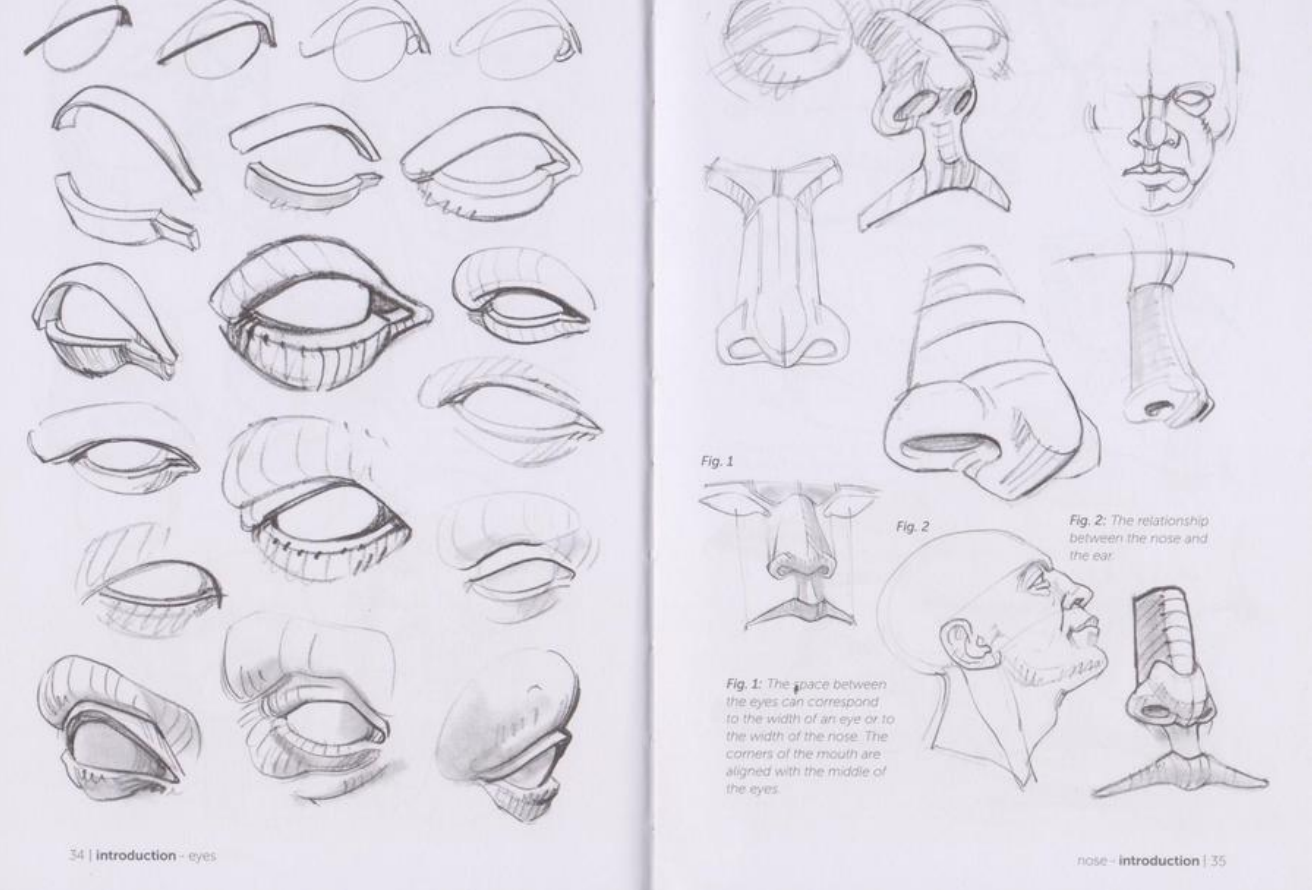 34 | introduction - eyes
Fig. 1
Fig. 2
Fig. 2: The relationship
between the nose and
the ear.
Fig. 1: The space between
the eyes can correspond
to the width of an eye or to
the width of the nose. The
corners of the mouth are
aligned with the middle of
the eyes.
nose - introduction | 35